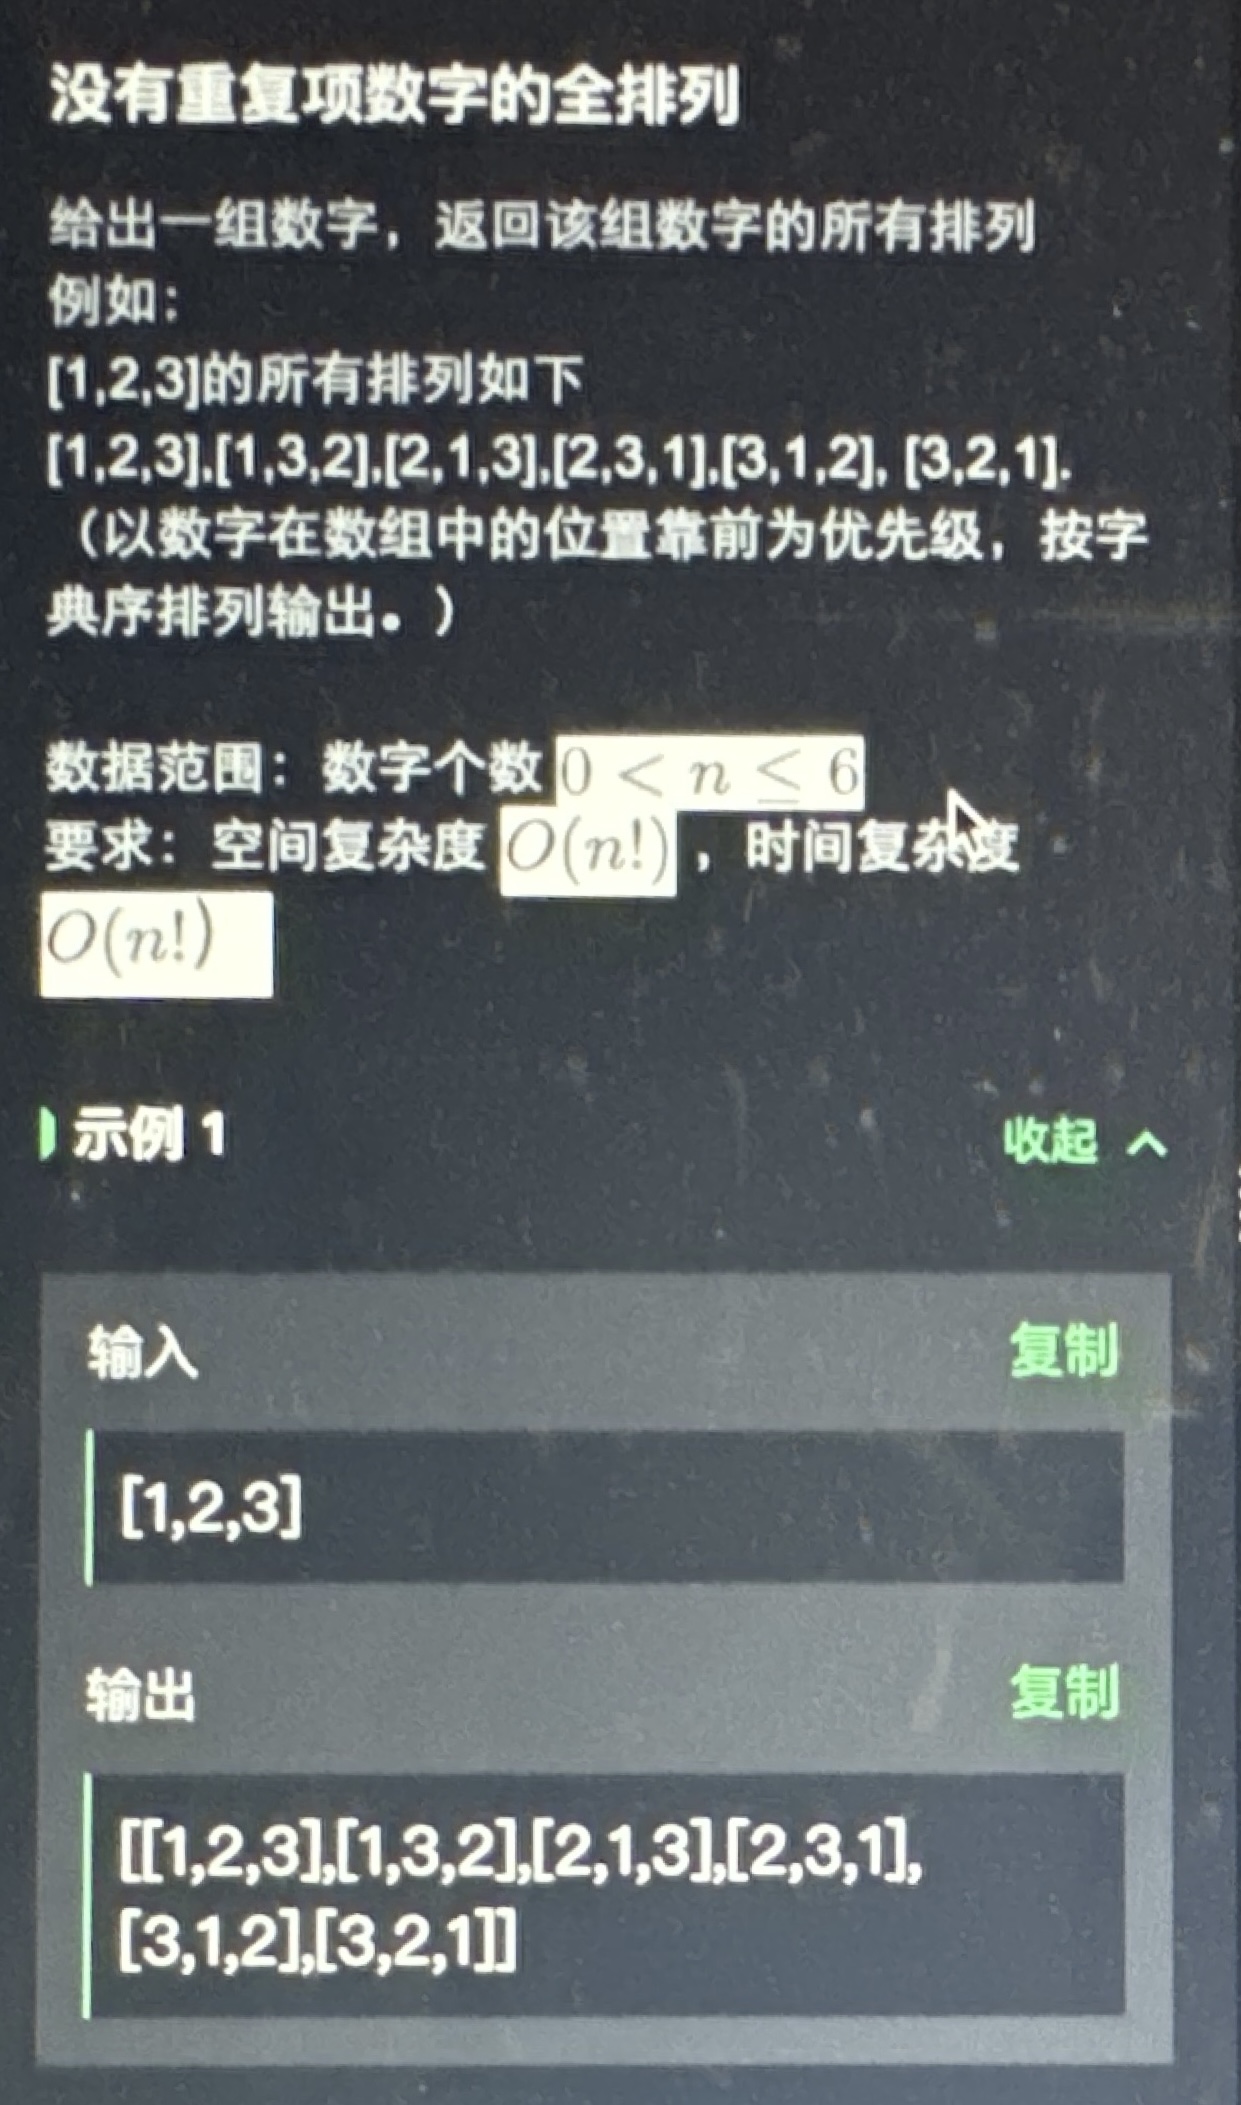 没有重复项数字的全排列
给出一组数字，返回该组数字的所有排列
例如：
[1,2,3]的所有排列如下
[1,2,3],[1,3,2],[2,1,3],[2,3,1],[3,1,2], [3,2,1].
（以数字在数组中的位置靠前为优先级，按字
典序排列输出。）
数据范围：数字个数 0 < n ≤ 6
要求：空间复杂度 O(n!) ，时间复杂度
O(n!)
示例 1 收起
输入 复制
[1,2,3]
输出 复制
[[1,2,3],[1,3,2],[2,1,3],[2,3,1],
[3,1,2],[3,2,1]]